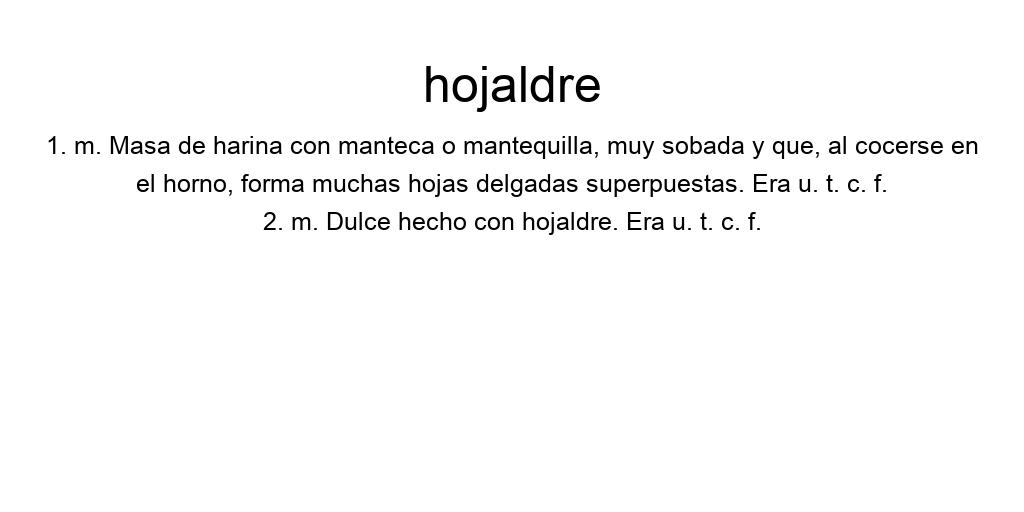 hojaldre
1. m. Masa de harina con manteca o mantequilla, muy sobada y que, al cocerse en
el horno, forma muchas hojas delgadas superpuestas. Era u. t. c. f.
2. m. Dulce hecho con hojaldre. Era u. t. c. f.